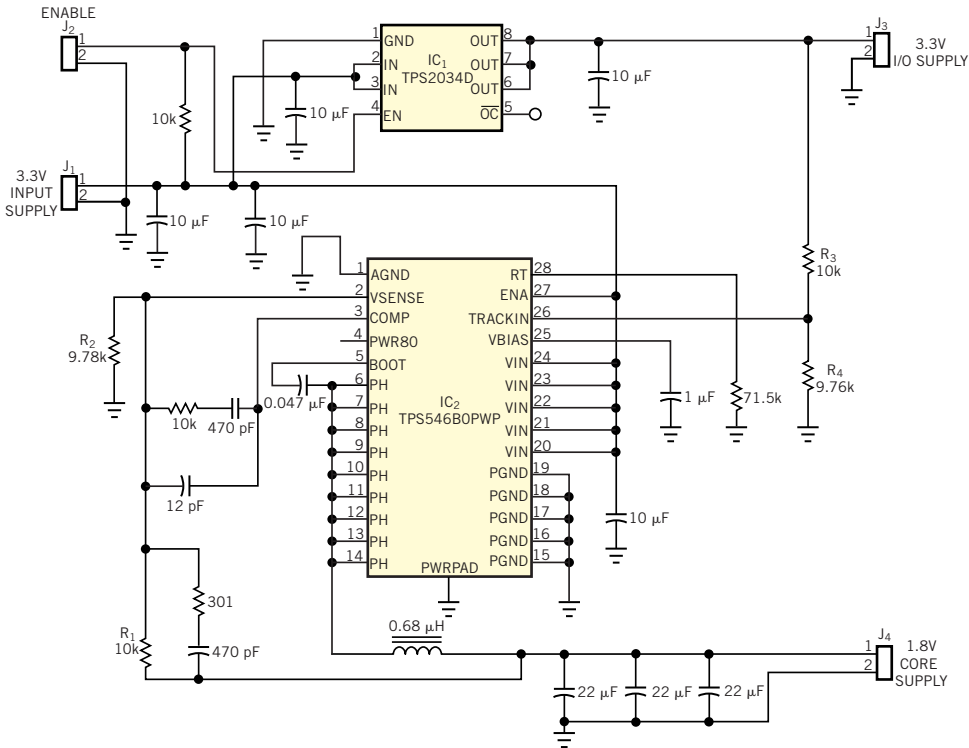 ENABLE
J2
1
2
10k
3.3V
INPUT
SUPPLY
J1
1
2
10 µF
10 µF
10 µF
1
2
3
4
GND
IN
IN
EN
IC1
TPS2034D
OUT
OUT
OUT
OC
8
7
6
5
10 µF
J3
1
2
3.3V
I/O SUPPLY
R3
10k
R4
9.76k
R2
9.78k
10k
470 pF
12 pF
301
470 pF
R1
10k
0.047 µF
1 AGND
2 VSENSE
3 COMP
4 PWR80
5 BOOT
6 PH
7 PH
8 PH
9 PH
10 PH
11 PH
12 PH
13 PH
14 PH
IC2
TPS546B0PWP
PWRPAD
RT 28
ENA 27
TRACKIN 26
VBIAS 25
VIN 24
VIN 23
VIN 22
VIN 21
VIN 20
PGND 19
PGND 18
PGND 17
PGND 16
PGND 15
1 µF
71.5k
10 µF
0.68 µH
22 µF
22 µF
22 µF
J4
1
2
1.8V
CORE
SUPPLY